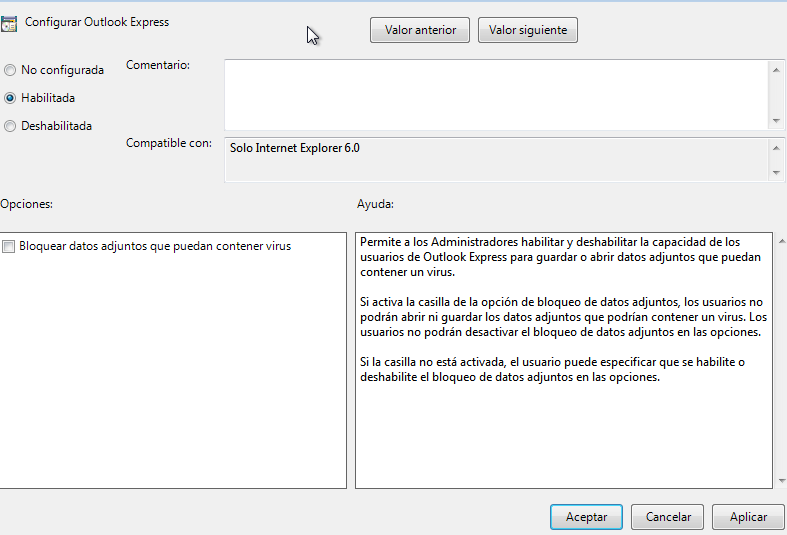 Configurar Outlook Express
Valor anterior
Valor siguiente
No configurada
Habilitada
Deshabilitada
Comentario:
Compatible con:
Solo Internet Explorer 6.0
Opciones:
Ayuda:
Bloquear datos adjuntos que puedan contener virus
Permite a los Administradores habilitar y deshabilitar la capacidad de los
usuarios de Outlook Express para guardar o abrir datos adjuntos que puedan
contener un virus.
Si activa la casilla de la opción de bloqueo de datos adjuntos, los usuarios no
podrán abrir ni guardar los datos adjuntos que podrían contener un virus. Los
usuarios no podrán desactivar el bloqueo de datos adjuntos en las opciones.
Si la casilla no está activada, el usuario puede especificar que se habilite o
deshabilite el bloqueo de datos adjuntos en las opciones.
Aceptar
Cancelar
Aplicar